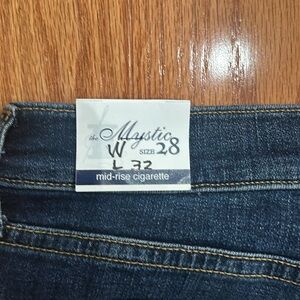 the Mystic
W SIZE 28
L 32
mid-rise cigarette